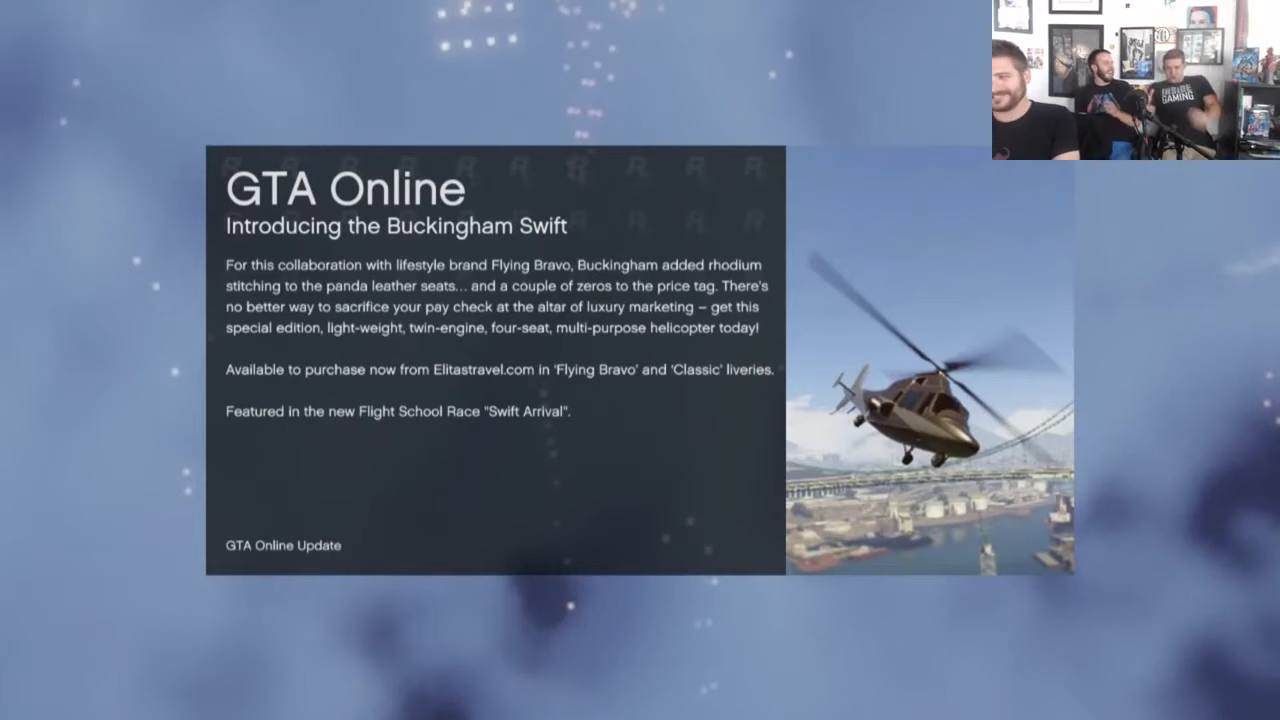 GTA Online
Introducing the Buckingham Swift
For this collaboration with lifestyle brand Flying Bravo, Buckingham added rhodium
stitching to the panda leather seats... and a couple of zeros to the price tag. There's
no better way to sacrifice your pay check at the altar of luxury marketing – get this
special edition, light-weight, twin-engine, four-seat, multi-purpose helicopter today!
Available to purchase now from Elitastravel.com in 'Flying Bravo' and 'Classic' liveries.
Featured in the new Flight School Race "Swift Arrival".
GTA Online Update
INSIDE
GAMING